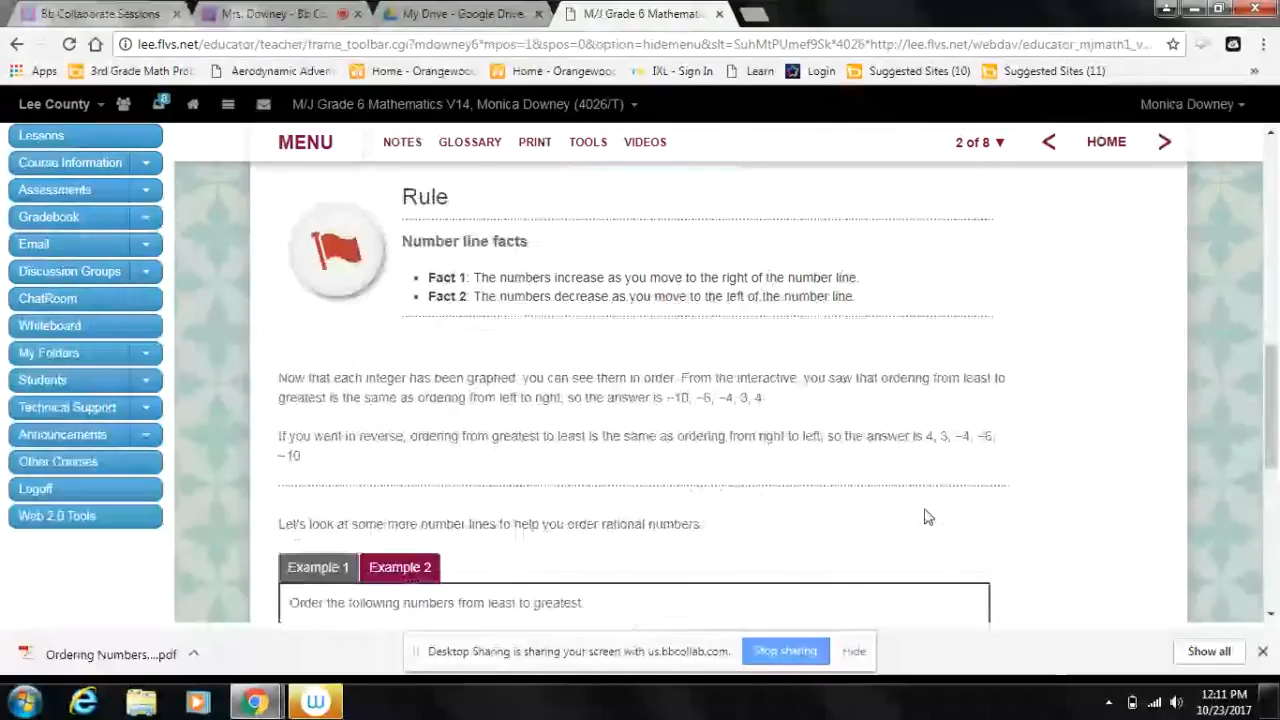 Bb Collaborate Sessions
Mrs. Downey - Bb Co
My Drive - Google Drive
M/J Grade 6 Mathemati
lee.flvs.net/educator/teacher/frame_toolbar.cgi?mdowney6*mpos=1&spos=0&option=hidemenu&slt=SuhMtPUmef9Sk*4026*http://lee.flvs.net/webdav/educator_mjmath1_v...
Apps
3rd Grade Math Prob
Aerodynamic Adven
Home - Orangewoo
Home - Orangewoo
IXL - Sign In
Learn
Login
Suggested Sites (10)
Suggested Sites (11)
»
Lee County
8
M/J Grade 6 Mathematics V14, Monica Downey (4026/T)
Monica Downey
Lessons
Course Information
Assessments
Gradebook
Email
Discussion Groups
ChatRoom
Whiteboard
My Folders
Students
Technical Support
Announcements
Other Courses
Logoff
Web 2.0 Tools
MENU
NOTES
GLOSSARY
PRINT
TOOLS
VIDEOS
2 of 8 ▼
HOME
Rule
Number line facts
• Fact 1: The numbers increase as you move to the right of the number line.
• Fact 2: The numbers decrease as you move to the left of the number line.
Now that each integer has been graphed, you can see them in order. From the interactive, you saw that ordering from least to
greatest is the same as ordering from left to right, so the answer is −10, −6, −4, 3, 4.
If you want in reverse, ordering from greatest to least is the same as ordering from right to left, so the answer is 4, 3, −4, −6,
−10
Let's look at some more number lines to help you order rational numbers.
Example 1
Example 2
Order the following numbers from least to greatest.
Ordering Numbers....pdf
Desktop Sharing is sharing your screen with us.bbcollab.com.
Stop sharing
Hide
Show all
12:11 PM
10/23/2017